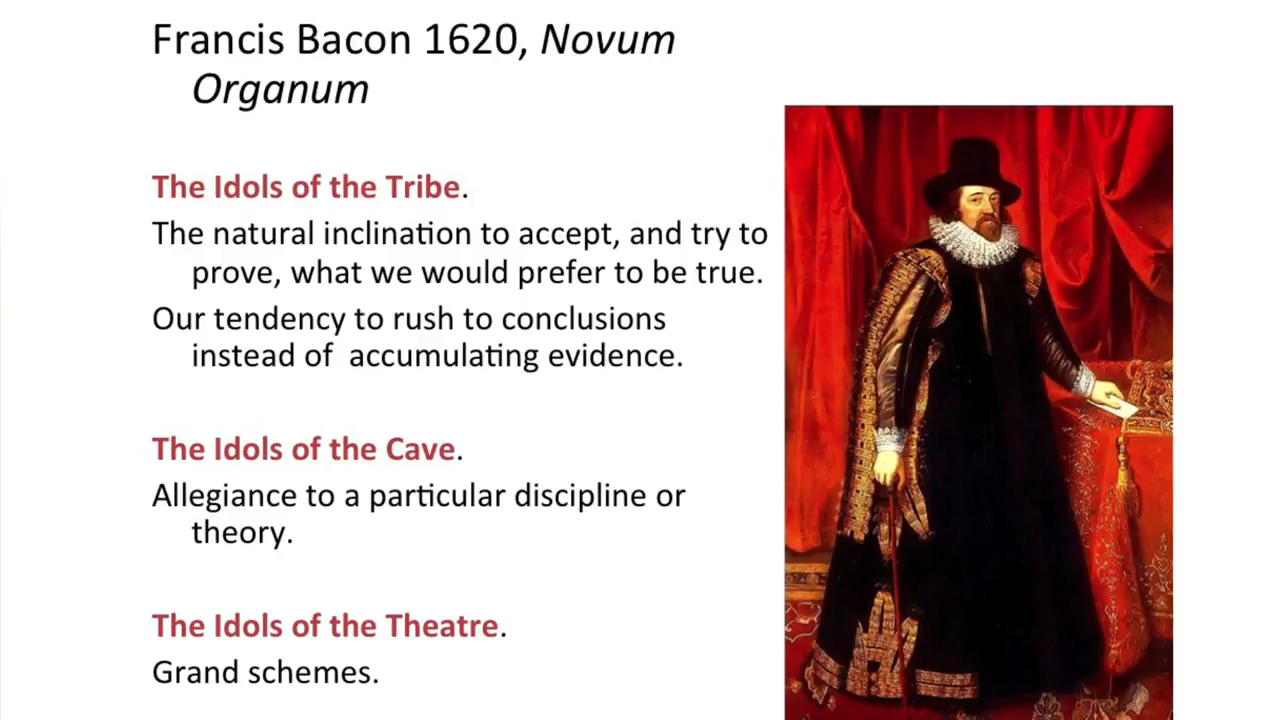 Francis Bacon 1620, Novum
Organum
The Idols of the Tribe.
The natural inclination to accept, and try to
prove, what we would prefer to be true.
Our tendency to rush to conclusions
instead of  accumulating evidence.
The Idols of the Cave.
Allegiance to a particular discipline or
theory.
The Idols of the Theatre.
Grand schemes.